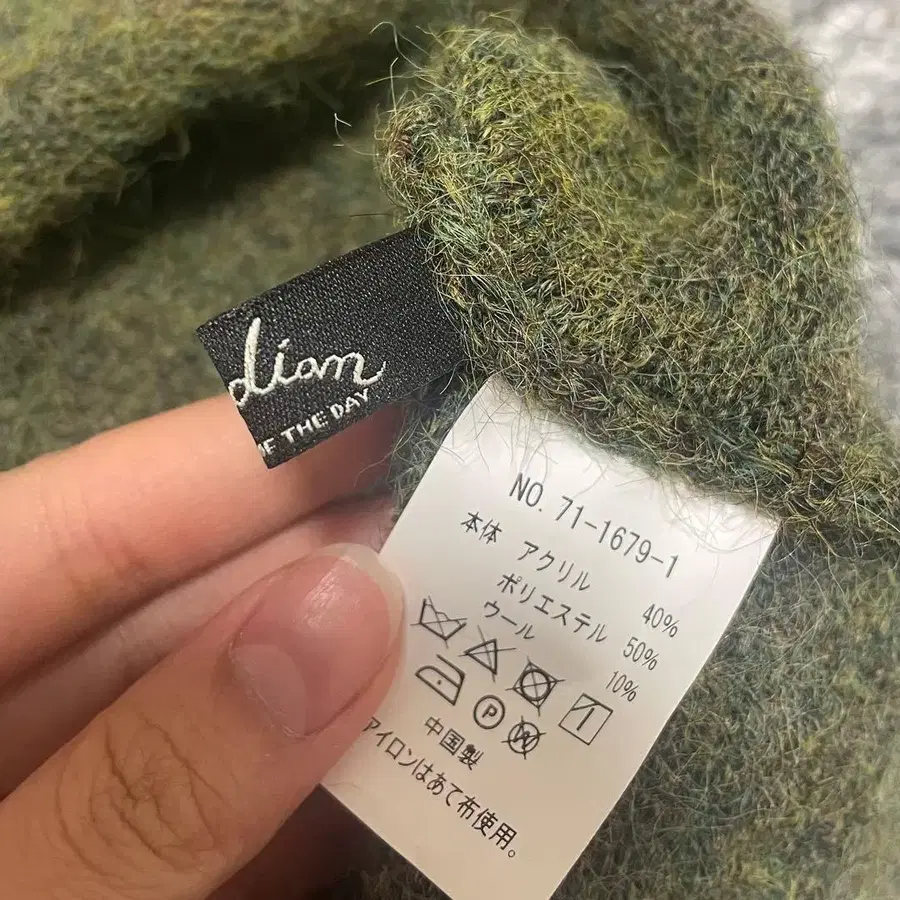 dian
OF THE DAY
NO. 71-1679-1
本体 アクリル 40%
ポリエステル 50%
ウール 10%
P W
中国製
アイロンはあて布使用。